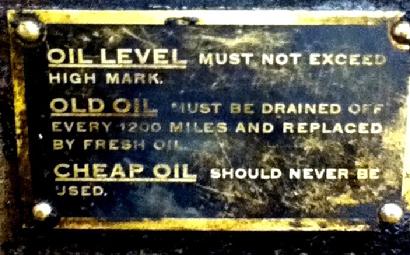 OIL LEVEL MUST NOT EXCEED
HIGH MARK.
OLD OIL MUST BE DRAINED OFF
EVERY 1200 MILES AND REPLACED
BY FRESH OIL.
CHEAP OIL SHOULD NEVER BE
USED.